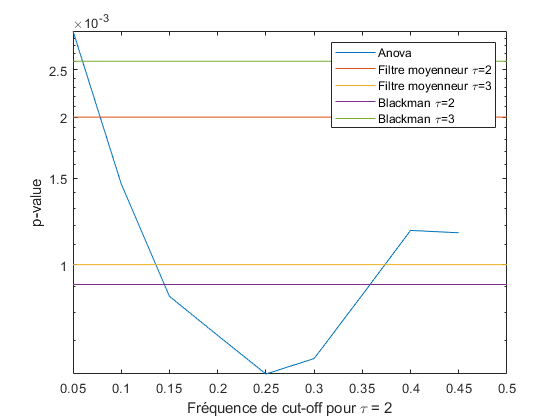 ×10⁻³
2.5
2
1.5
1
p-value
Anova
Filtre moyenneur τ=2
Filtre moyenneur τ=3
Blackman τ=2
Blackman τ=3
0.05 0.1 0.15 0.2 0.25 0.3 0.35 0.4 0.45 0.5
Fréquence de cut-off pour τ = 2